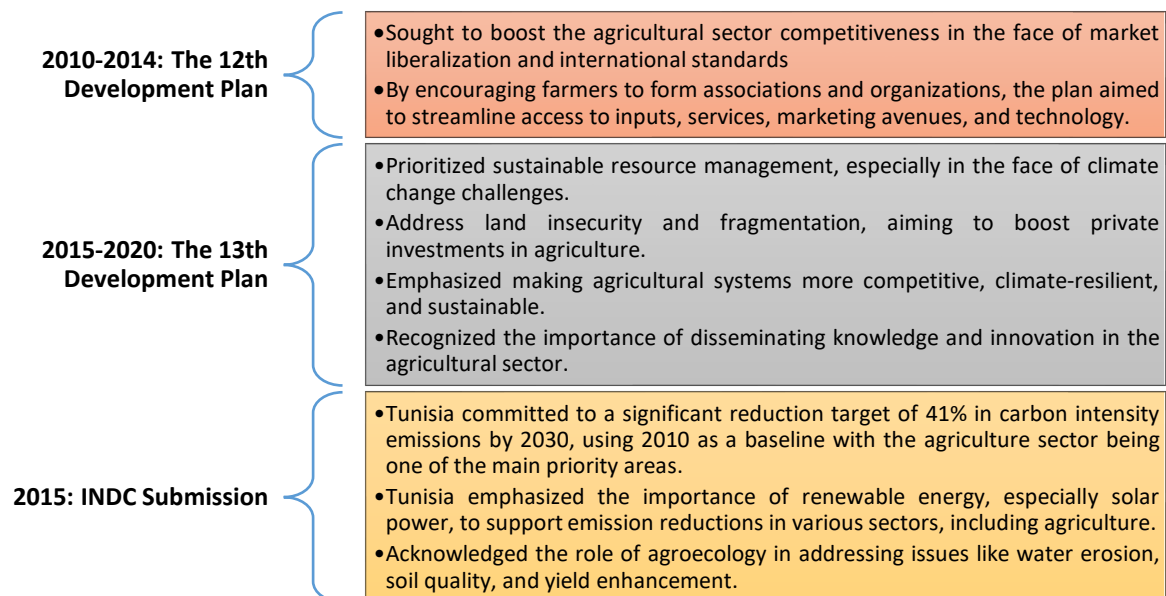 2010-2014: The 12th
Development Plan
•Sought to boost the agricultural sector competitiveness in the face of market
liberalization and international standards
•By encouraging farmers to form associations and organizations, the plan aimed
to streamline access to inputs, services, marketing avenues, and technology.
2015-2020: The 13th
Development Plan
•Prioritized sustainable resource management, especially in the face of climate
change challenges.
•Address land insecurity and fragmentation, aiming to boost private
investments in agriculture.
•Emphasized making agricultural systems more competitive, climate-resilient,
and sustainable.
•Recognized the importance of disseminating knowledge and innovation in the
agricultural sector.
2015: INDC Submission
•Tunisia committed to a significant reduction target of 41% in carbon intensity
emissions by 2030, using 2010 as a baseline with the agriculture sector being
one of the main priority areas.
•Tunisia emphasized the importance of renewable energy, especially solar
power, to support emission reductions in various sectors, including agriculture.
•Acknowledged the role of agroecology in addressing issues like water erosion,
soil quality, and yield enhancement.